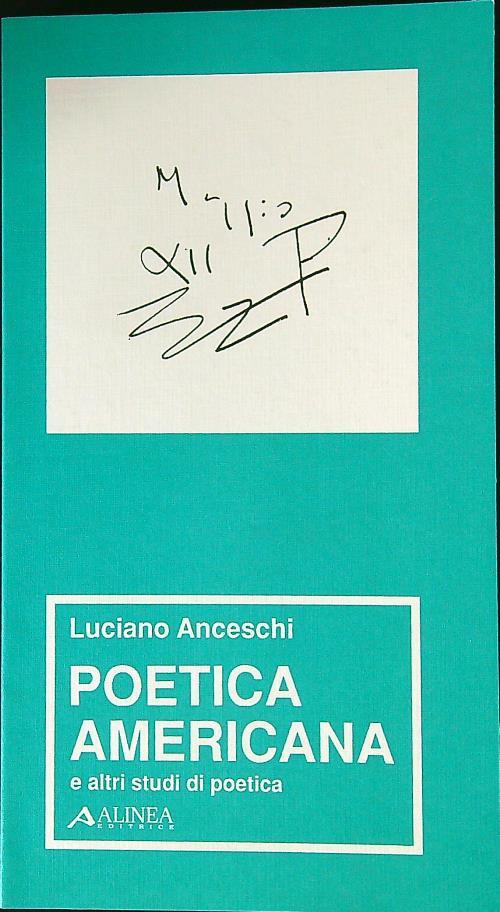 Luciano Anceschi
POETICA
AMERICANA
e altri studi di poetica
ALINEA
EDITRICE